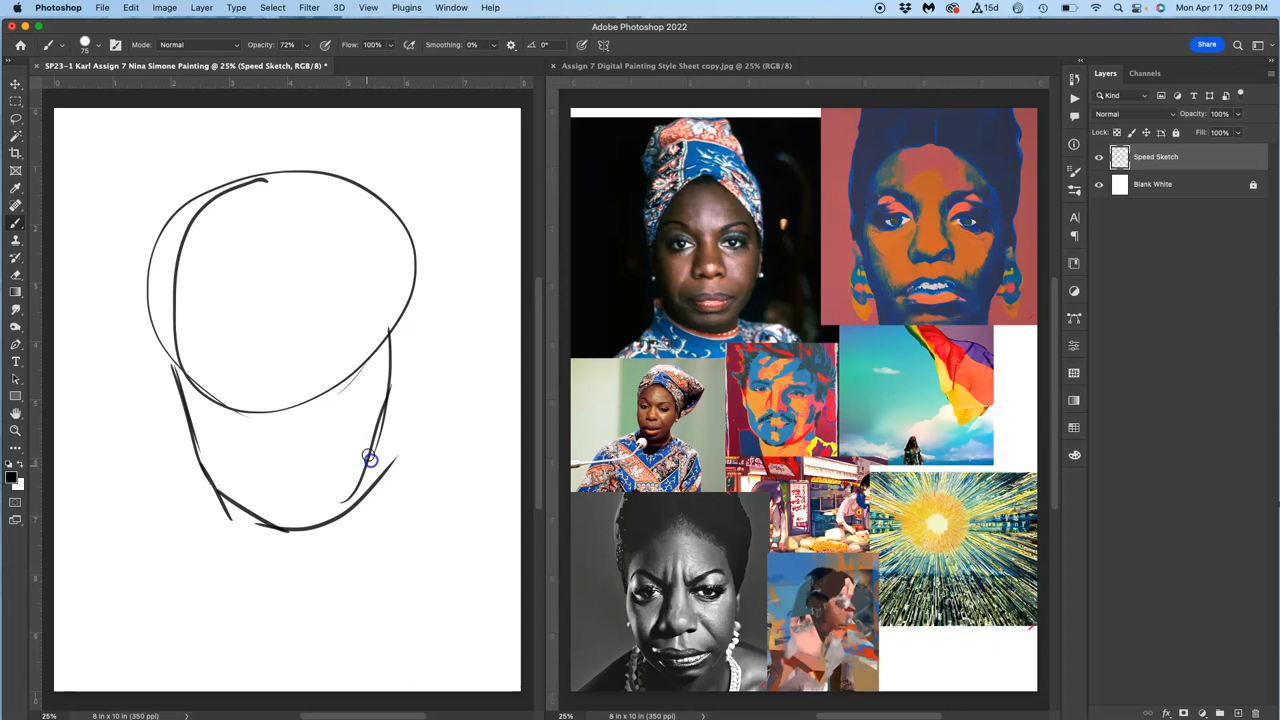 Photoshop File Edit Image Layer Type Select Filter 3D View Plugins Window Help 15d Mon Apr 17 12:09 PM
Adobe Photoshop 2022
75 Mode: Normal Opacity: 72% Flow: 100% Smoothing: 0% 0° Share
SP23-1 Karl Assign 7 Nina Simone Painting @ 25% (Speed Sketch, RGB/8) * Assign 7 Digital Painting Style Sheet copy.jpg @ 25% (RGB/8)
Layers Channels
Kind
Normal Opacity: 100%
Lock: Fill: 100%
Speed Sketch
Blank White
25% 8 in x 10 in (350 ppi) 25% 8 in x 10 in (350 ppi)